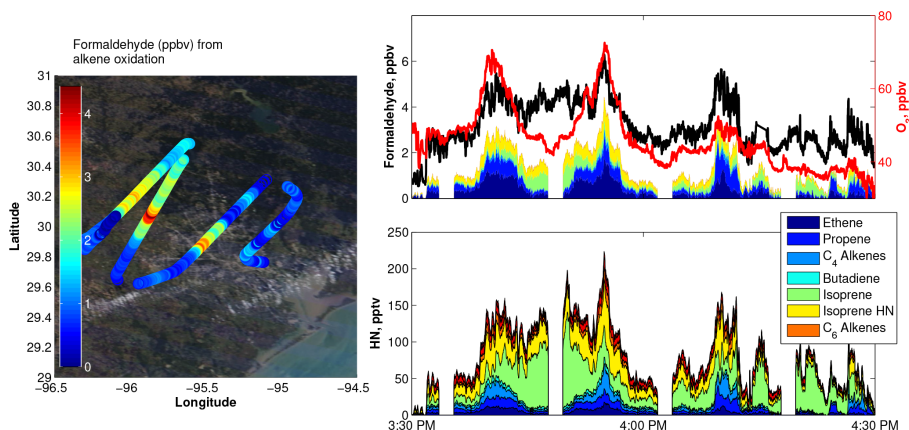 Formaldehyde (ppbv) from
alkene oxidation
31
30.8
30.6
30.4
30.2
30
29.8
29.6
29.4
29.2
29
Latitude
4
3
2
1
0
−96.5
−96
−95.5
−95
−94.5
Longitude
Formaldehyde, ppbv
6
4
2
0
80
60
40
O3, ppbv
HN, pptv
250
200
150
100
50
0
3:30 PM
4:00 PM
4:30 PM
Ethene
Propene
C4 Alkenes
Butadiene
Isoprene
Isoprene HN
C6 Alkenes